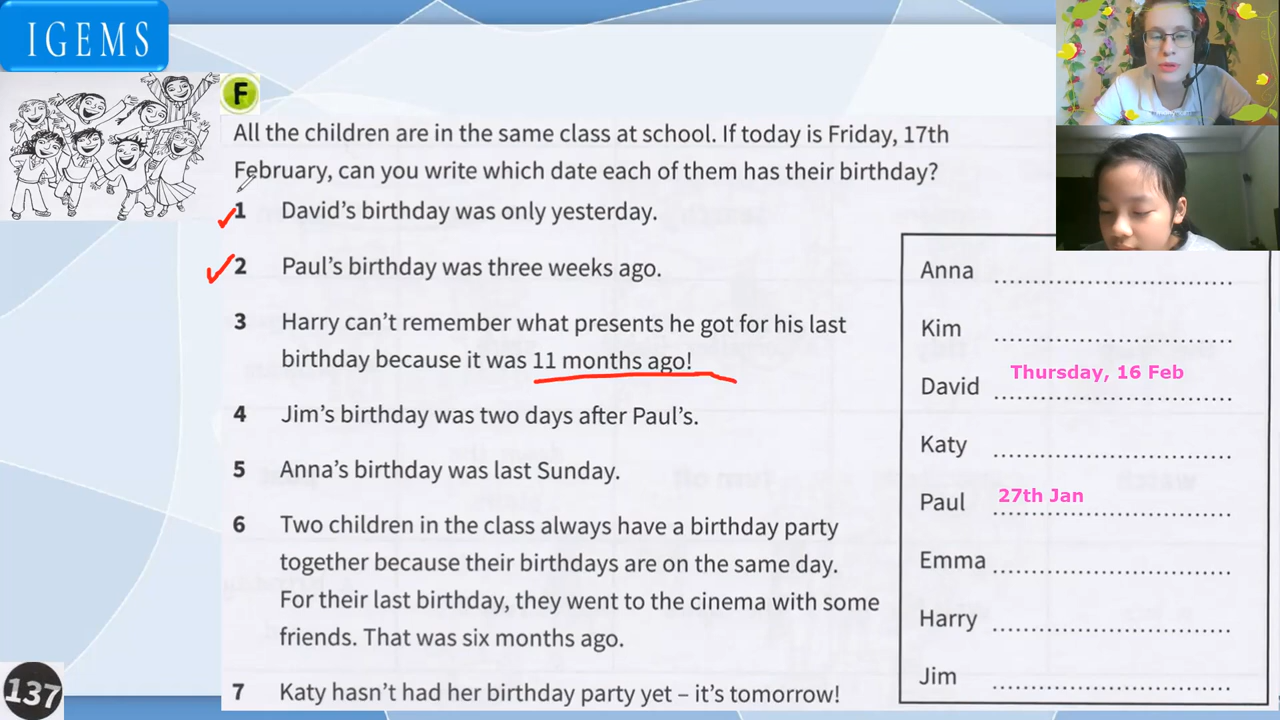 IGEMS
F
All the children are in the same class at school. If today is Friday, 17th
February, can you write which date each of them has their birthday?
1 David's birthday was only yesterday.
2 Paul's birthday was three weeks ago.
3 Harry can't remember what presents he got for his last
birthday because it was 11 months ago!
4 Jim's birthday was two days after Paul's.
5 Anna's birthday was last Sunday.
6 Two children in the class always have a birthday party
together because their birthdays are on the same day.
For their last birthday, they went to the cinema with some
friends. That was six months ago.
7 Katy hasn't had her birthday party yet – it's tomorrow!
Anna
Kim
David Thursday, 16 Feb
Katy
Paul 27th Jan
Emma
Harry
Jim
137